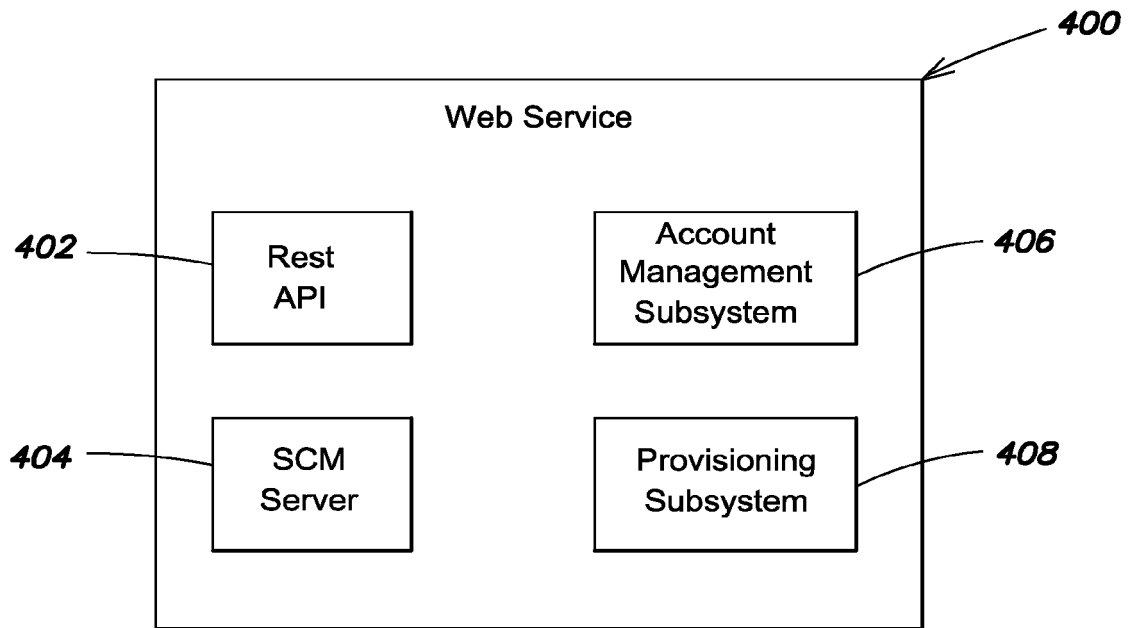 400
Web Service
402
Rest
API
Account
Management
Subsystem
406
404
SCM
Server
Provisioning
Subsystem
408